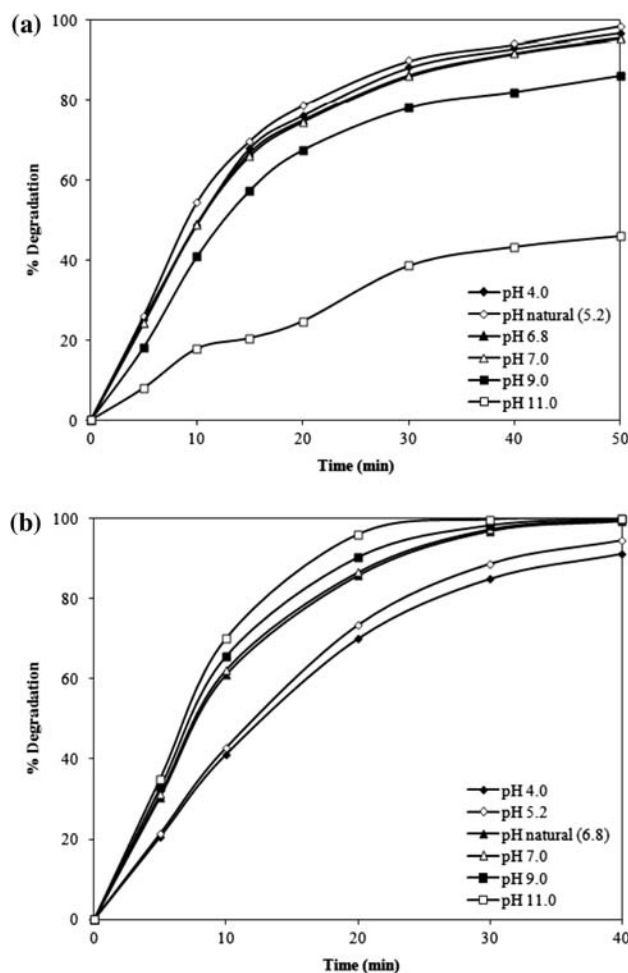 (a)
100
80
60
40
20
0
% Degradation
pH 4.0
pH natural (5.2)
pH 6.8
pH 7.0
pH 9.0
pH 11.0
0 10 20 30 40 50
Time (min)
(b)
100
80
60
40
20
0
% Degradation
pH 4.0
pH 5.2
pH natural (6.8)
pH 7.0
pH 9.0
pH 11.0
0 10 20 30 40
Time (min)